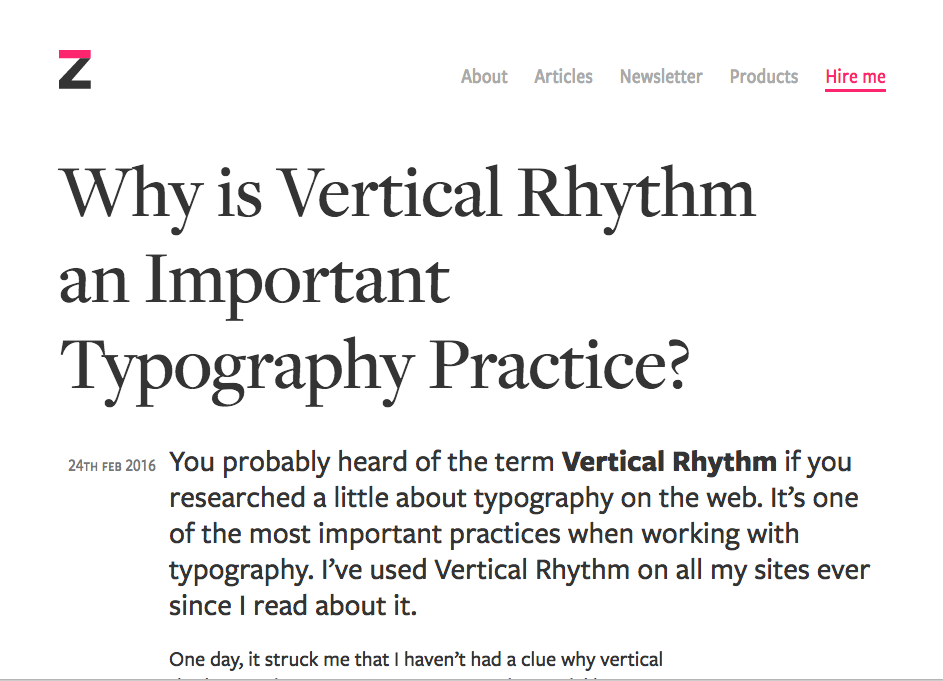 Z
About Articles Newsletter Products Hire me
Why is Vertical Rhythm
an Important
Typography Practice?
24TH FEB 2016
You probably heard of the term Vertical Rhythm if you
researched a little about typography on the web. It’s one
of the most important practices when working with
typography. I’ve used Vertical Rhythm on all my sites ever
since I read about it.
One day, it struck me that I haven’t had a clue why vertical